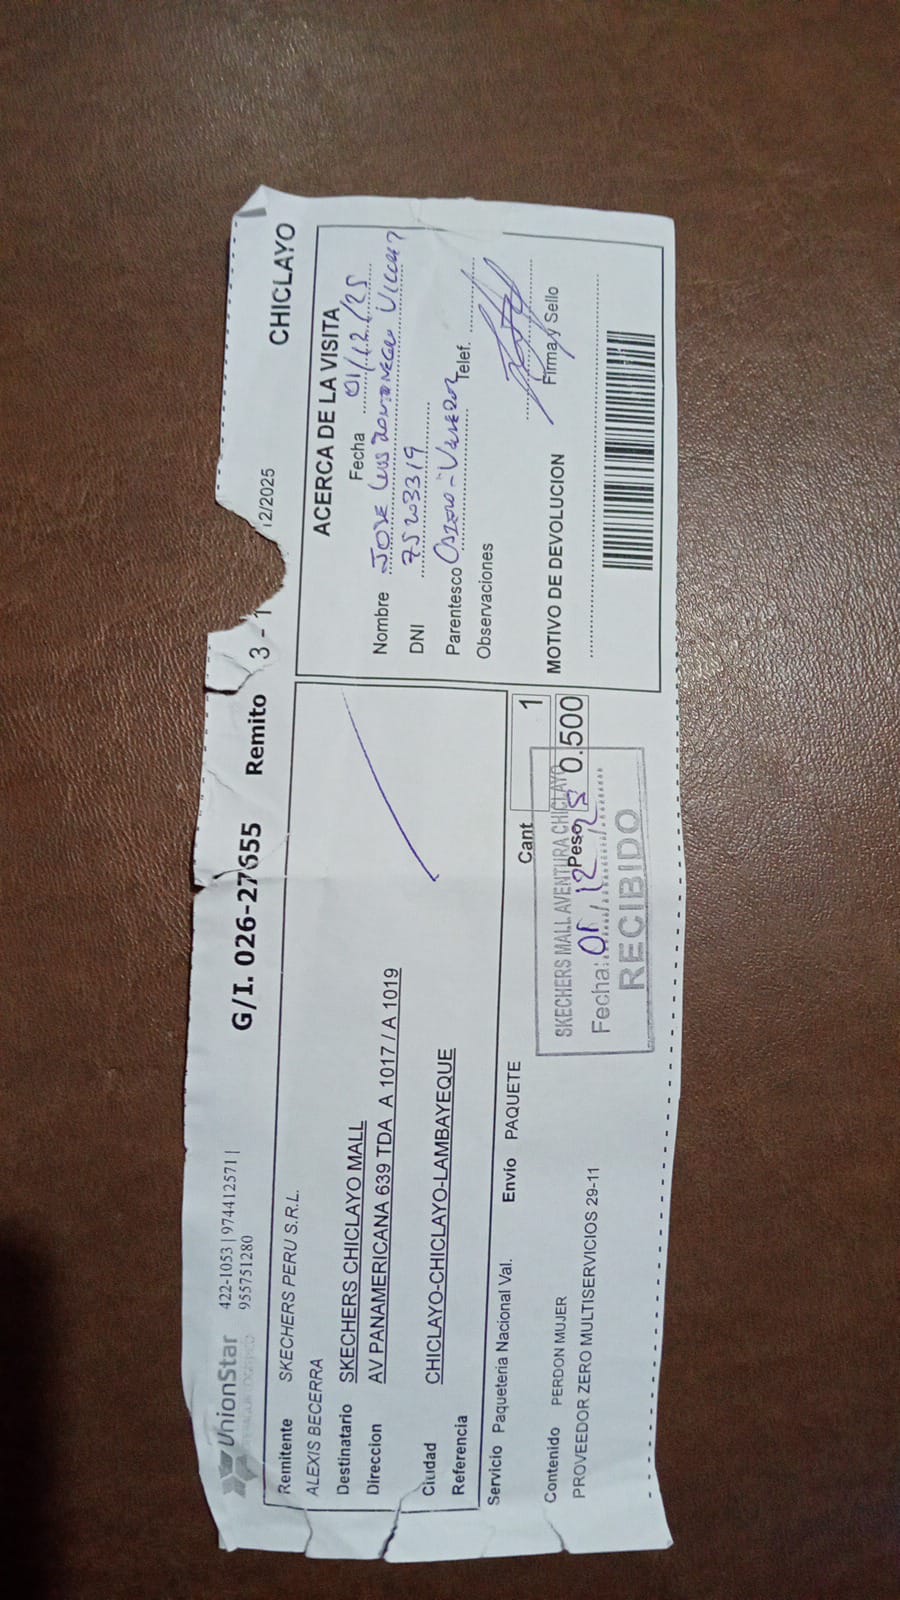 UnionStar
422-1053 | 974412571 |
955751280
G/I. 026-27655 Remito 3 - 1 12/2025 CHICLAYO
Remitente SKECHERS PERU S.R.L.
ALEXIS BECERRA
Destinatario SKECHERS CHICLAYO MALL
Direccion AV PANAMERICANA 639 TDA A 1017 / A 1019
Ciudad CHICLAYO-CHICLAYO-LAMBAYEQUE
Referencia
Servicio Paqueteria Nacional Val. Envío PAQUETE Cant 1
Peso 0.500
Contenido PERDON MUJER
PROVEEDOR ZERO MULTISERVICIOS 29-11
SKECHERS MALL AVENTURA CHICLAYO
Fecha: 01 / 12 / 25
RECIBIDO
ACERCA DE LA VISITA
Fecha 01/12/25
Nombre Jose Luis
DNI 75203319
Parentesco Telef.
Observaciones
Firma y Sello
MOTIVO DE DEVOLUCION